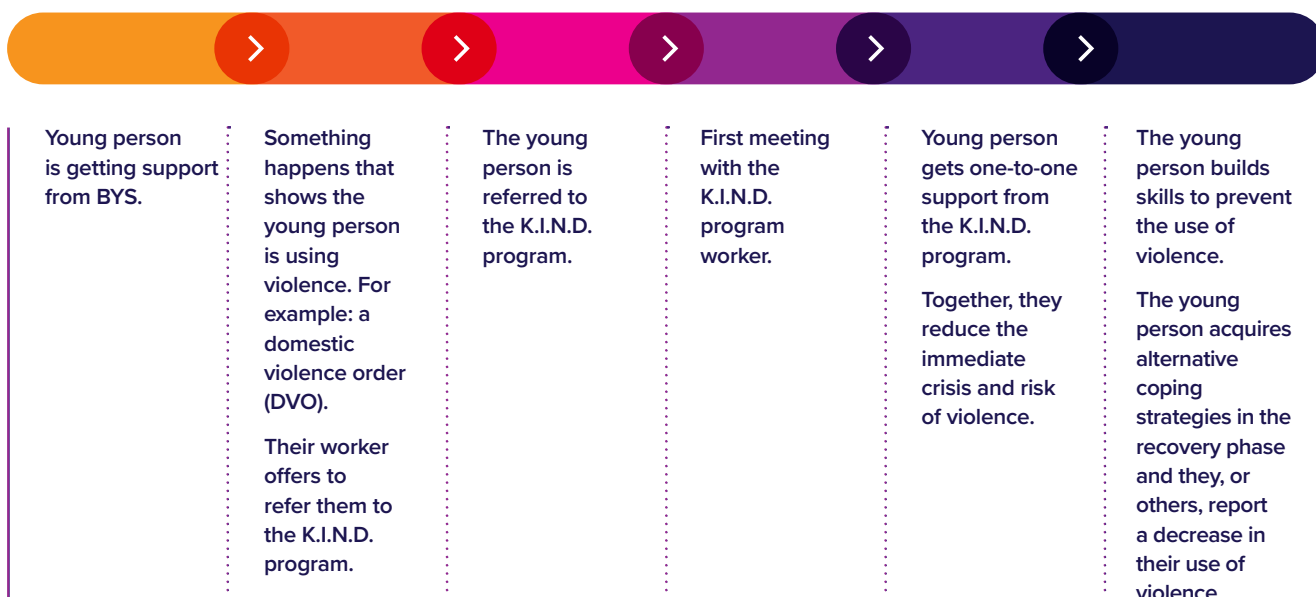 Young person
is getting support
from BYS.
Something
happens that
shows the
young person
is using
violence. For
example: a
domestic
violence order
(DVO).
Their worker
offers to
refer them to
the K.I.N.D.
program.
The young
person is
referred to
the K.I.N.D.
program.
First meeting
with the
K.I.N.D.
program
worker.
Young person
gets one-to-one
support from
the K.I.N.D.
program.
Together, they
reduce the
immediate
crisis and risk
of violence.
The young
person builds
skills to prevent
the use of
violence.
The young
person acquires
alternative
coping
strategies in the
recovery phase
and they, or
others, report
a decrease in
their use of
violence